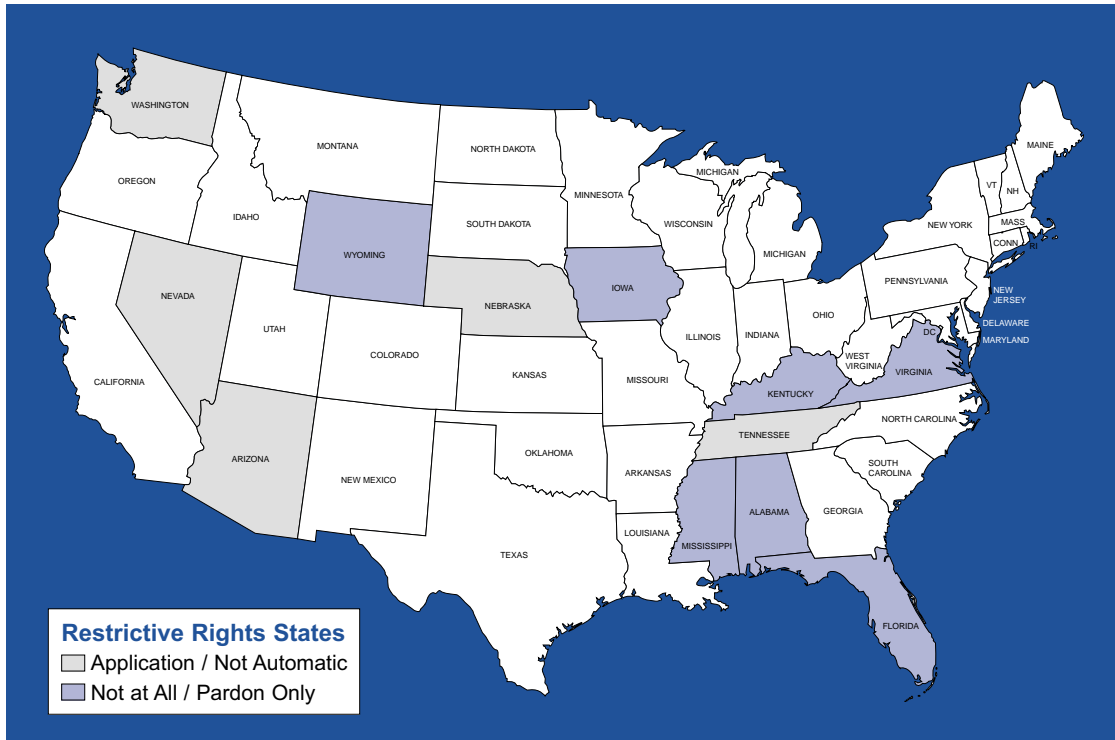 WASHINGTON
MONTANA
NORTH DAKOTA
MAINE
OREGON
IDAHO
SOUTH DAKOTA
MINNESOTA
MICHIGAN
WISCONSIN
MICHIGAN
VT
NH
NEW YORK
MASS
CONN
RI
WYOMING
NEVADA
UTAH
COLORADO
NEBRASKA
IOWA
ILLINOIS
INDIANA
OHIO
PENNSYLVANIA
NEW
JERSEY
DELAWARE
MARYLAND
DC
CALIFORNIA
KANSAS
MISSOURI
WEST
VIRGINIA
VIRGINIA
KENTUCKY
TENNESSEE
NORTH CAROLINA
SOUTH
CAROLINA
ARIZONA
NEW MEXICO
OKLAHOMA
ARKANSAS
TEXAS
LOUISIANA
MISSISSIPPI
ALABAMA
GEORGIA
FLORIDA
Restrictive Rights States
Application / Not Automatic
Not at All / Pardon Only